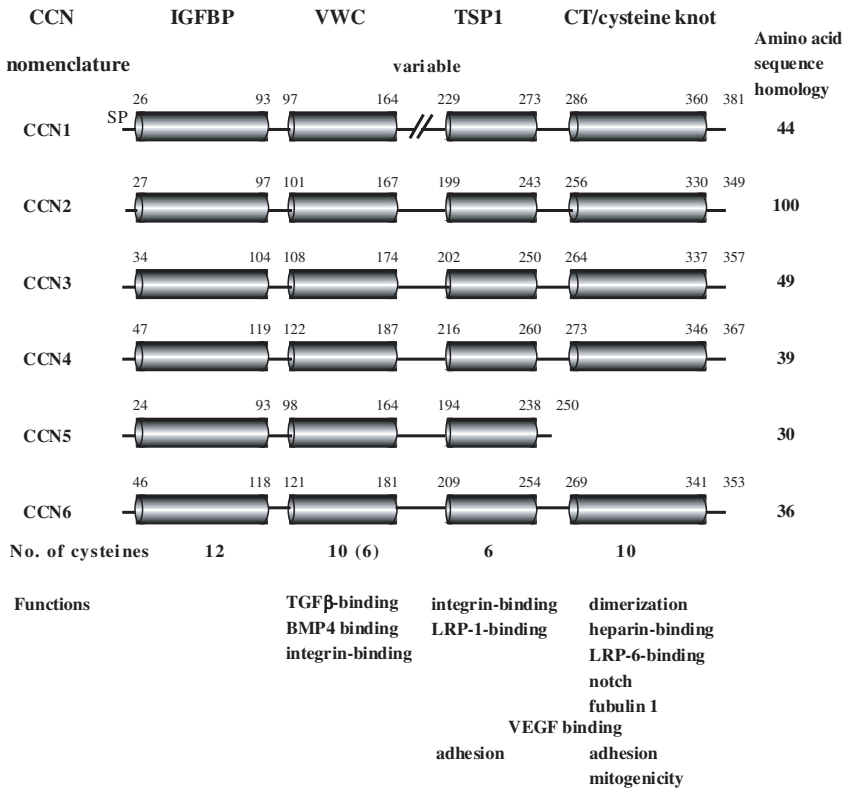 CCN IGFBP VWC TSP1 CT/cysteine knot
Amino acid
nomenclature variable sequence
homology
26 93 97 164 229 273 286 360 381
SP
CCN1 44
27 97 101 167 199 243 256 330 349
CCN2 100
34 104 108 174 202 250 264 337 357
CCN3 49
47 119 122 187 216 260 273 346 367
CCN4 39
24 93 98 164 194 238 250
CCN5 30
46 118 121 181 209 254 269 341 353
CCN6 36
No. of cysteines 12 10 (6) 6 10
Functions TGFβ-binding integrin-binding dimerization
BMP4 binding LRP-1-binding heparin-binding
integrin-binding LRP-6-binding
notch
fubulin 1
VEGF binding
adhesion adhesion
mitogenicity